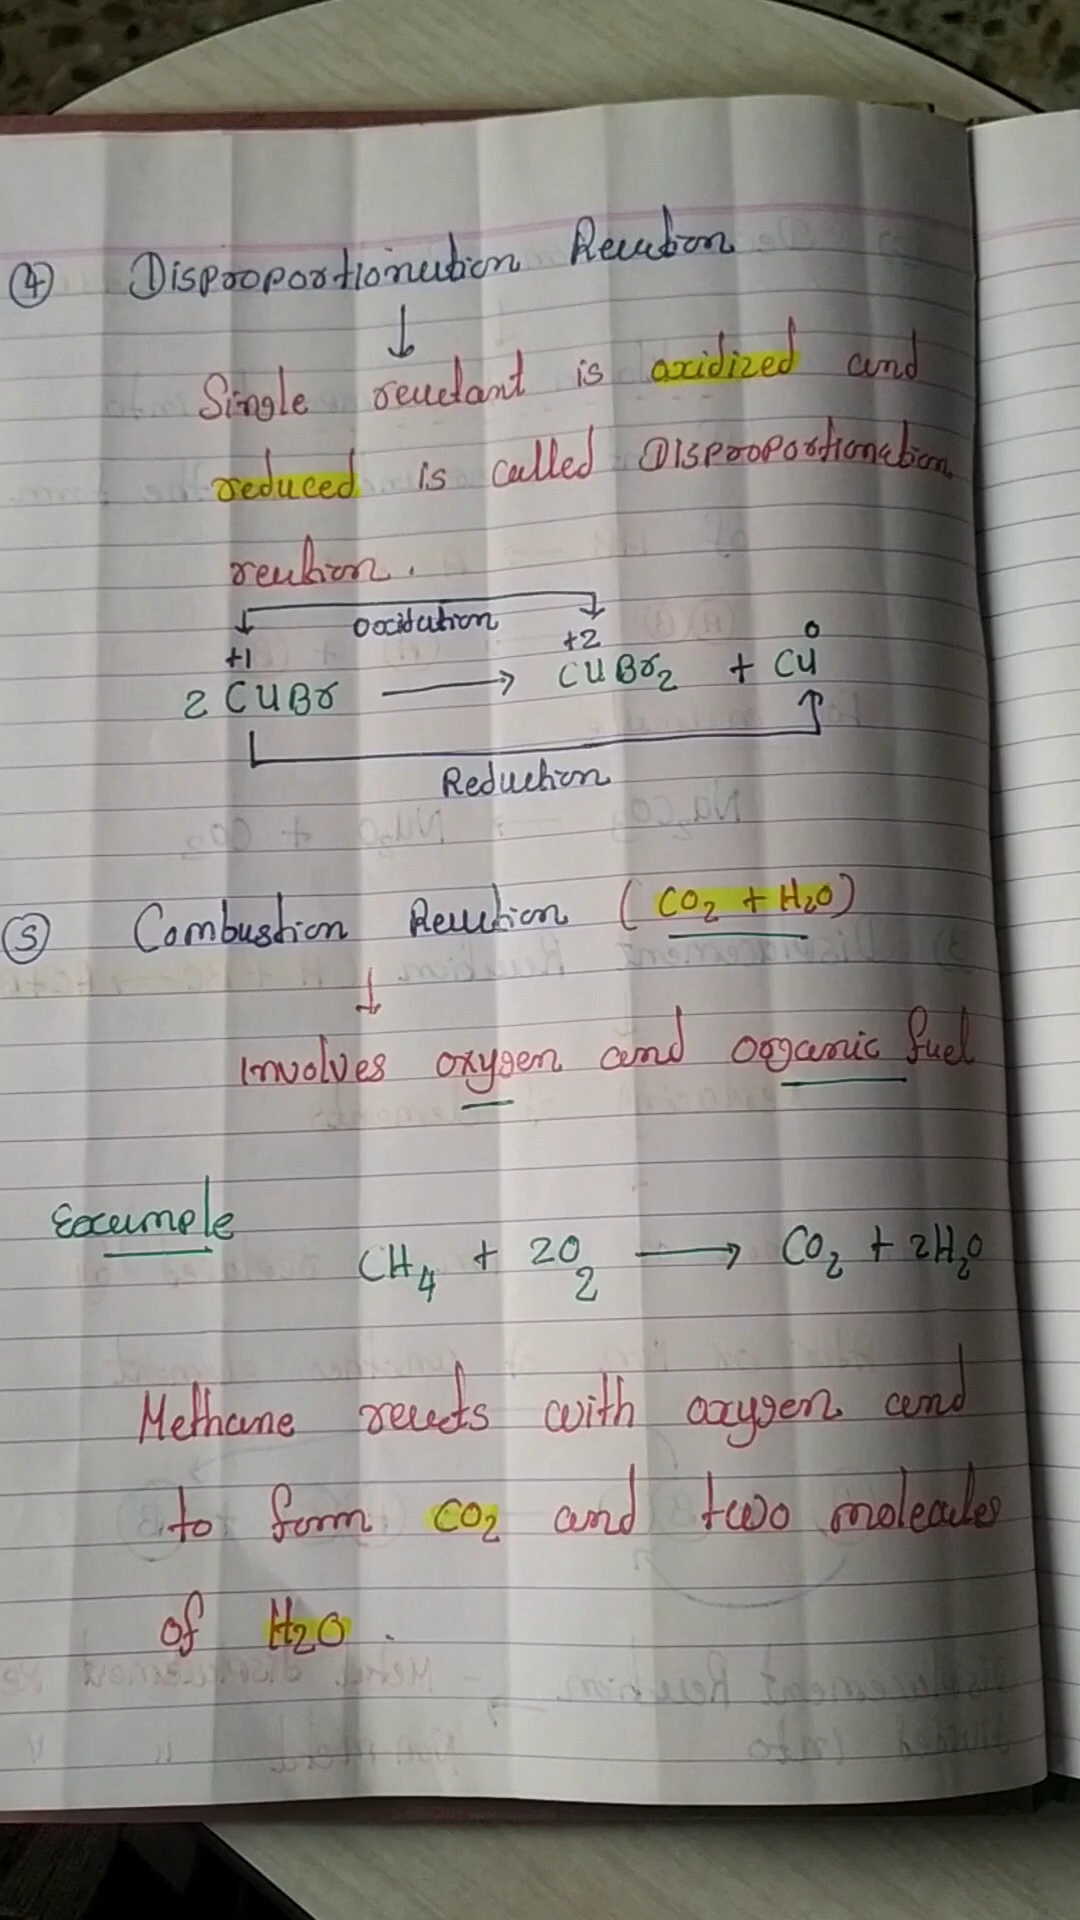 ④ Disproportionation Reaction
↓
Single reactant is oxidized and
reduced is called Disproportionation
reaction.
oxidation
+1 +2 0
2 CuBr ⟶ CuBr₂ + Cu
Reduction
⑤ Combustion Reaction (CO₂ + H₂O)
↓
Involves oxygen and organic fuel
Example
CH₄ + 2O₂ ⟶ CO₂ + 2H₂O
Methane reacts with oxygen and
to form CO₂ and two molecules
of H₂O.